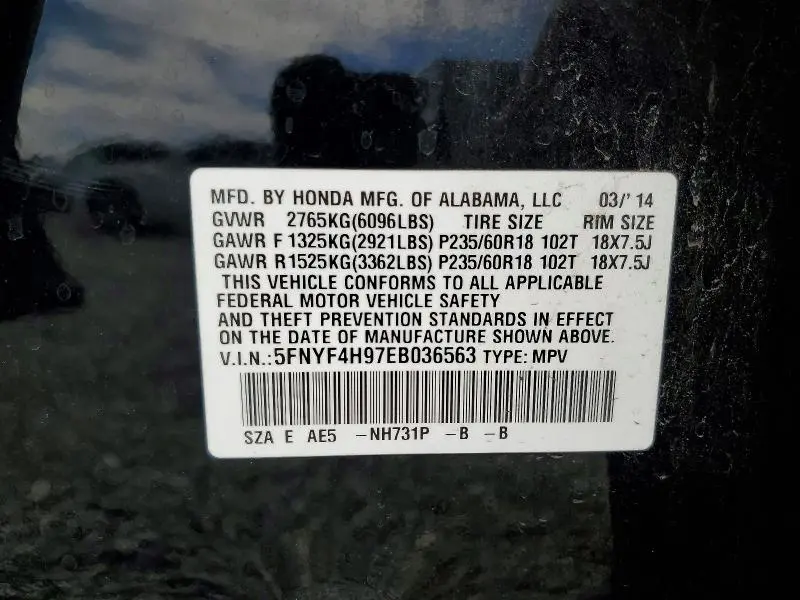 MFD. BY HONDA MFG. OF ALABAMA, LLC 03/'14
GVWR 2765KG(6096LBS) TIRE SIZE RIM SIZE
GAWR F 1325KG(2921LBS) P235/60R18 102T 18X7.5J
GAWR R1525KG(3362LBS) P235/60R18 102T 18X7.5J
THIS VEHICLE CONFORMS TO ALL APPLICABLE
FEDERAL MOTOR VEHICLE SAFETY
AND THEFT PREVENTION STANDARDS IN EFFECT
ON THE DATE OF MANUFACTURE SHOWN ABOVE.
V.I.N.:5FNYF4H97EB036563 TYPE: MPV
SZA E AE5 -NH731P -B -B